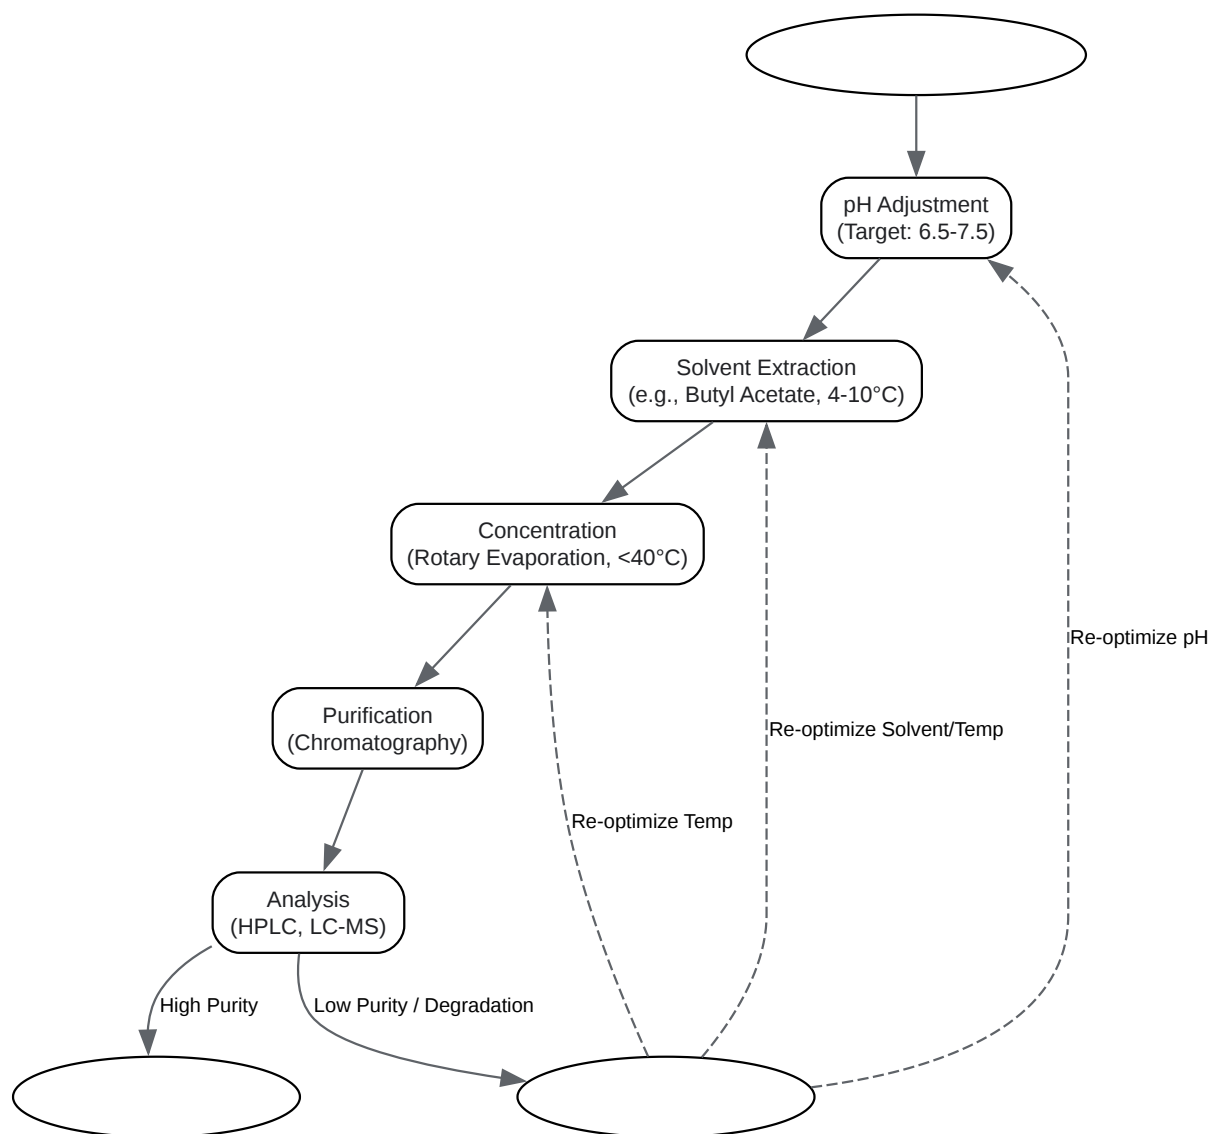 pH Adjustment
(Target: 6.5-7.5)
Solvent Extraction
(e.g., Butyl Acetate, 4-10°C)
Concentration
(Rotary Evaporation, <40°C)
Re-optimize pH
Purification
(Chromatography)
Re-optimize Solvent/Temp
Re-optimize Temp
Analysis
(HPLC, LC-MS)
High Purity
Low Purity / Degradation